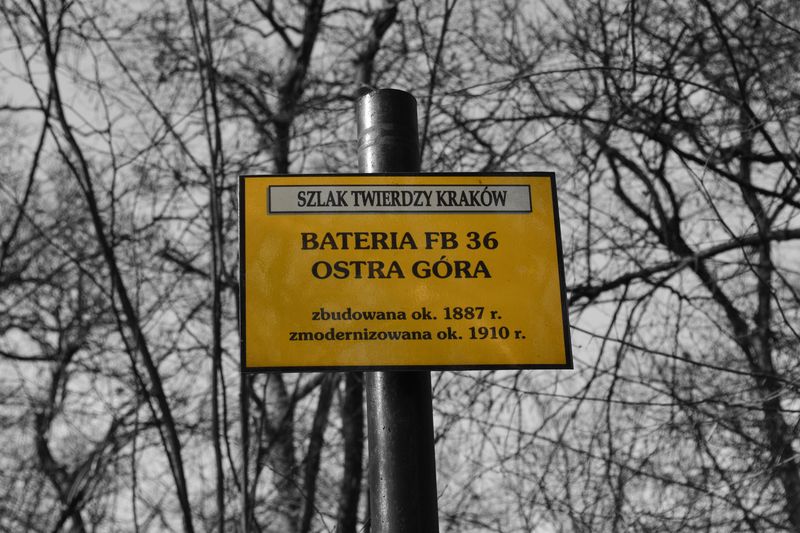 SZLAK TWIERDZY KRAKÓW
BATERIA FB 36
OSTRA GÓRA
zbudowana ok. 1887 r.
zmodernizowana ok. 1910 r.